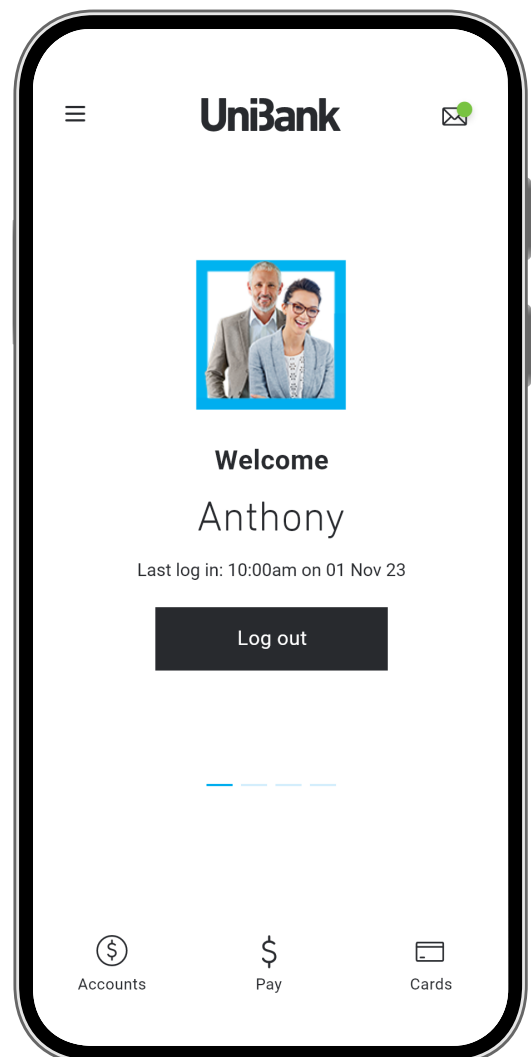 UniBank
Welcome
Anthony
Last log in: 10:00am on 01 Nov 23
Log out
Accounts
Pay
Cards